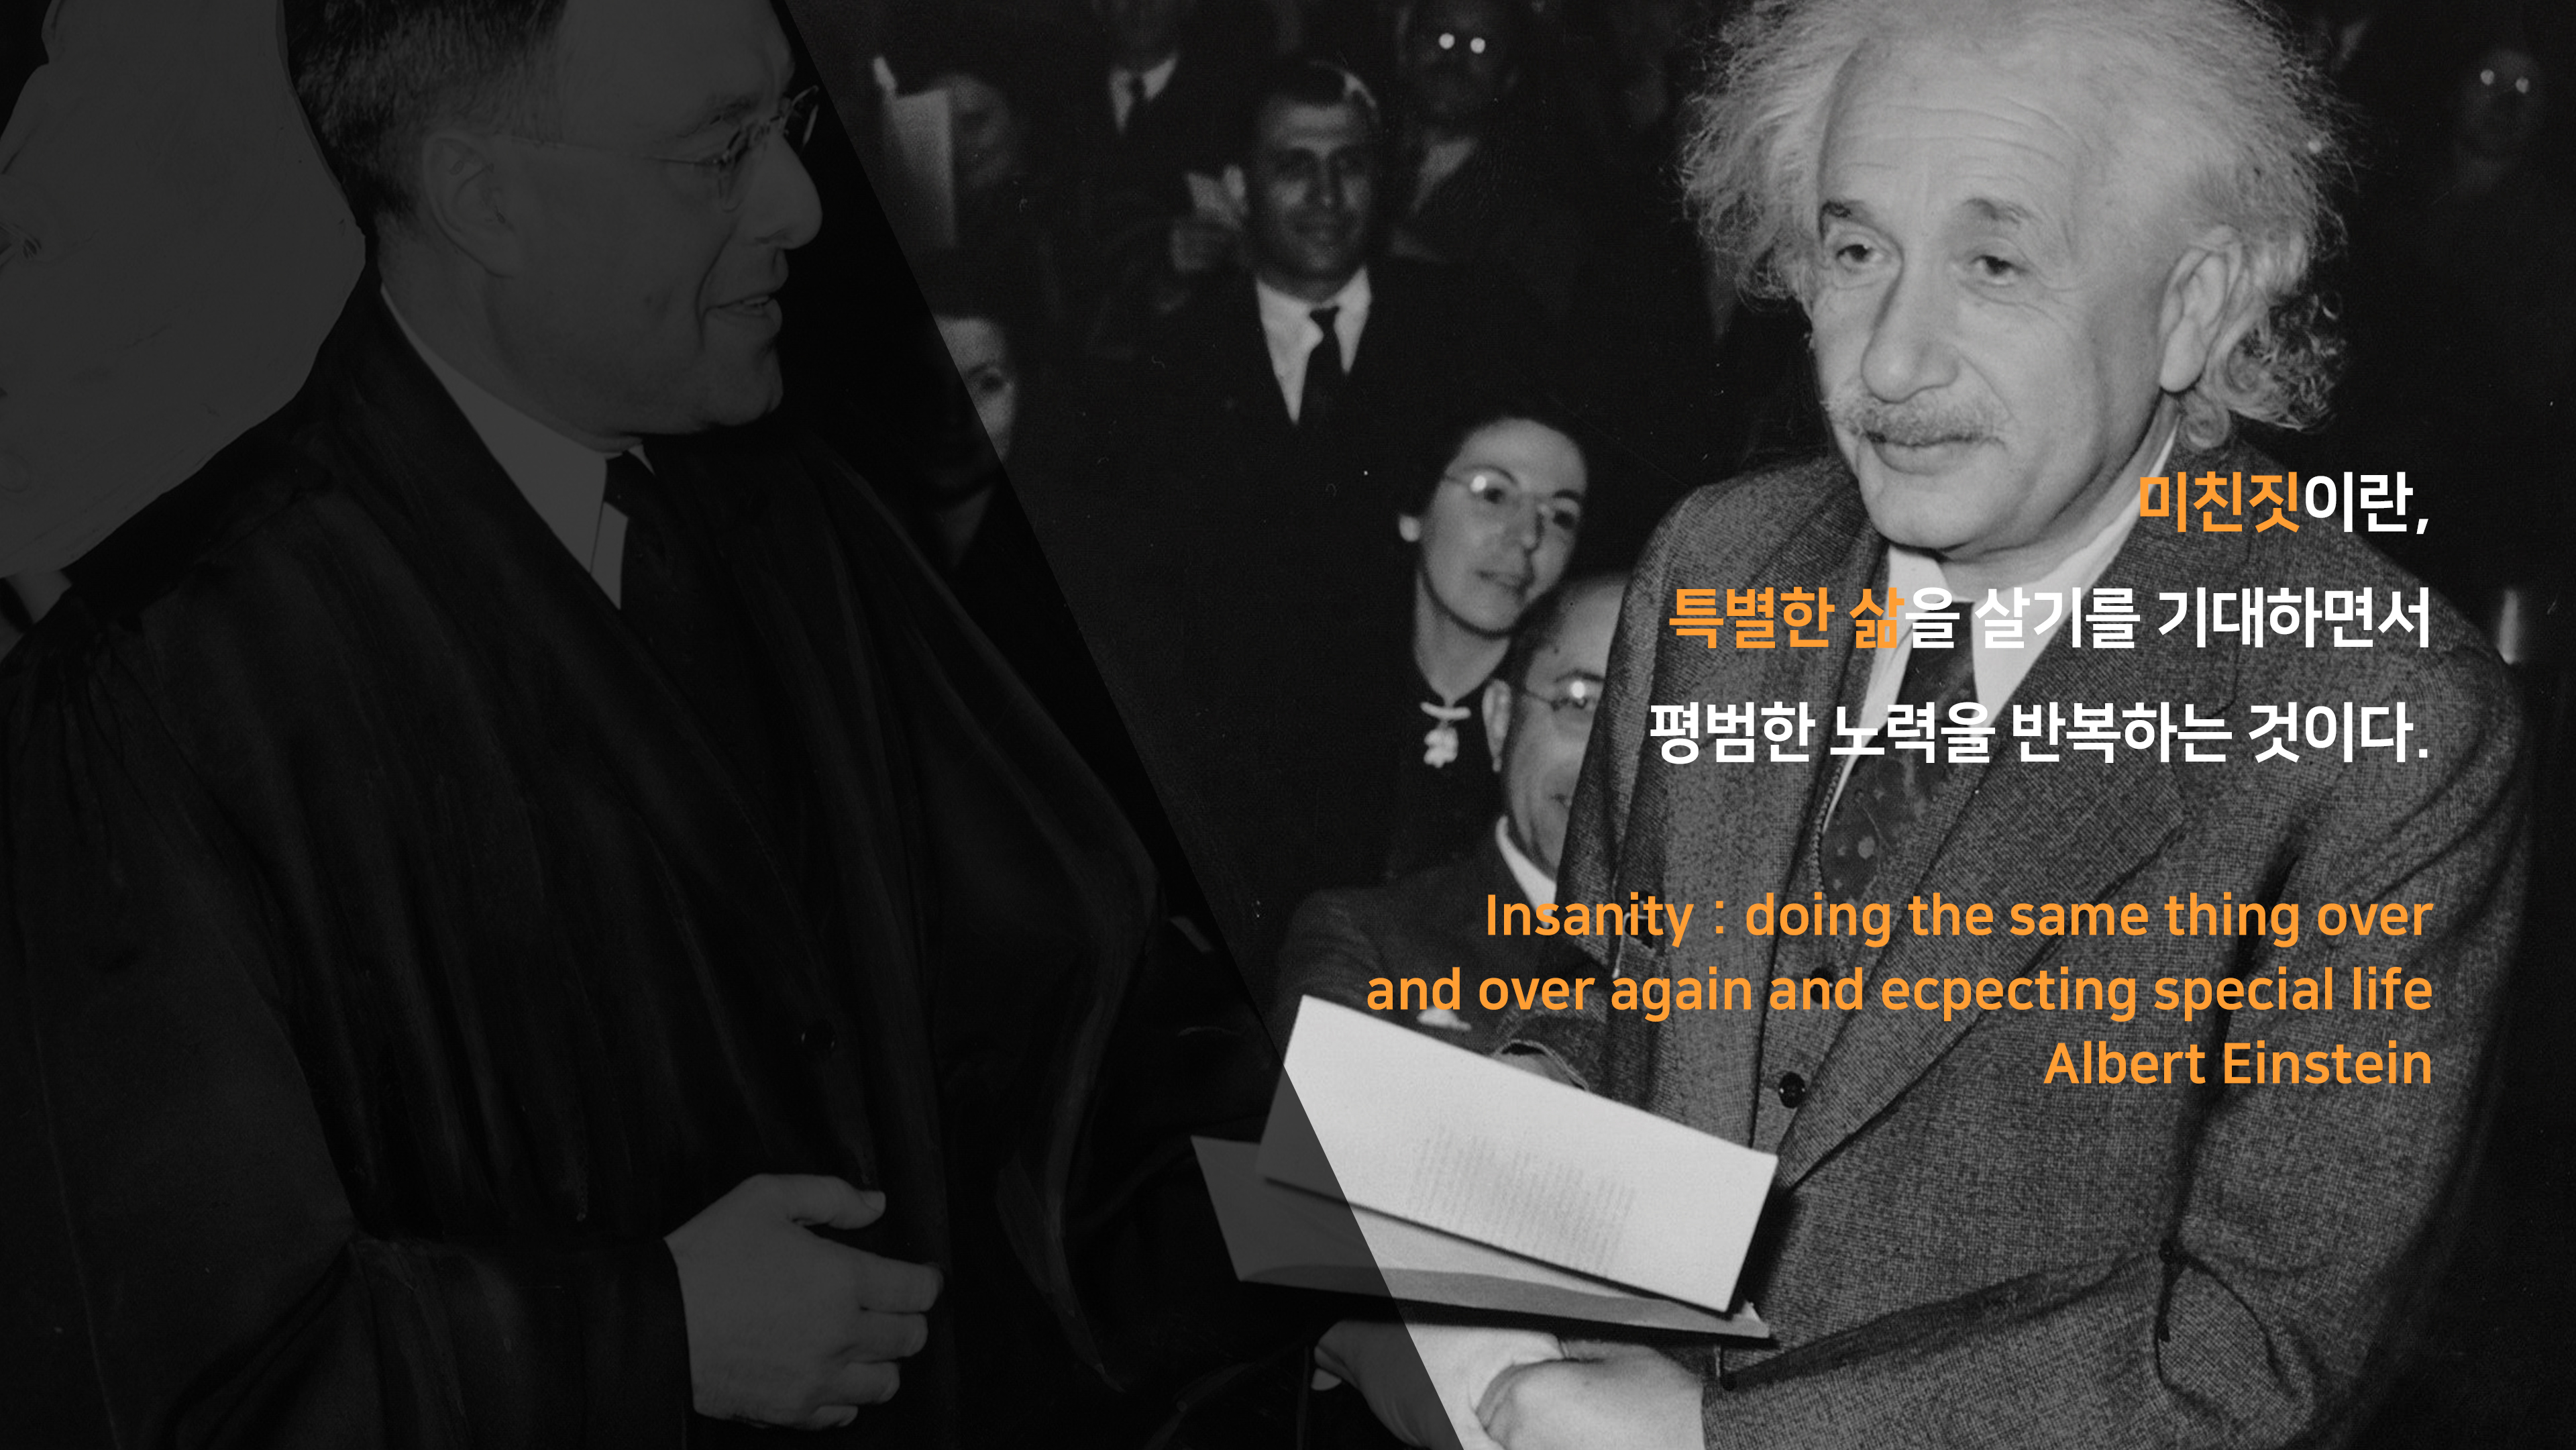 미친짓이란,
특별한 삶을 살기를 기대하면서
평범한 노력을 반복하는 것이다.
Insanity : doing the same thing over
and over again and ecpecting special life
Albert Einstein